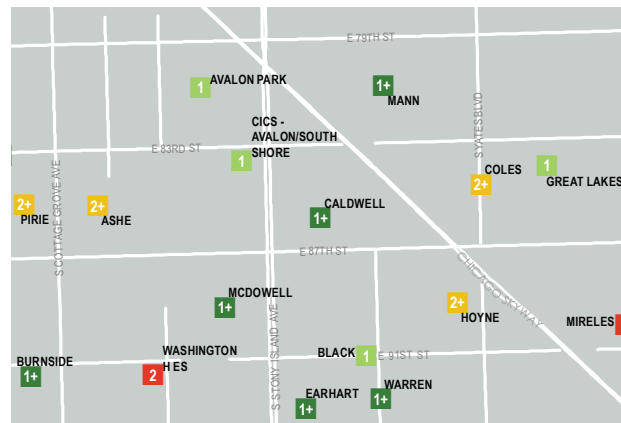 E 79TH ST
1
AVALON PARK
1+
MANN
CICS -
AVALON/SOUTH
SHORE
1
E 83RD ST
S YATES BLVD
COLES
2+
1
GREAT LAKES
S COTTAGE GROVE AVE
2+
PIRIE
2+
ASHE
CALDWELL
1+
E 87TH ST
CHICAGO SKYWAY
MCDOWELL
1+
2+
HOYNE
MIRELES
S STONY ISLAND AVE
BLACK
1
E 91ST ST
WASHINGTON
H ES
2
BURNSIDE
1+
EARHART
1+
WARREN
1+